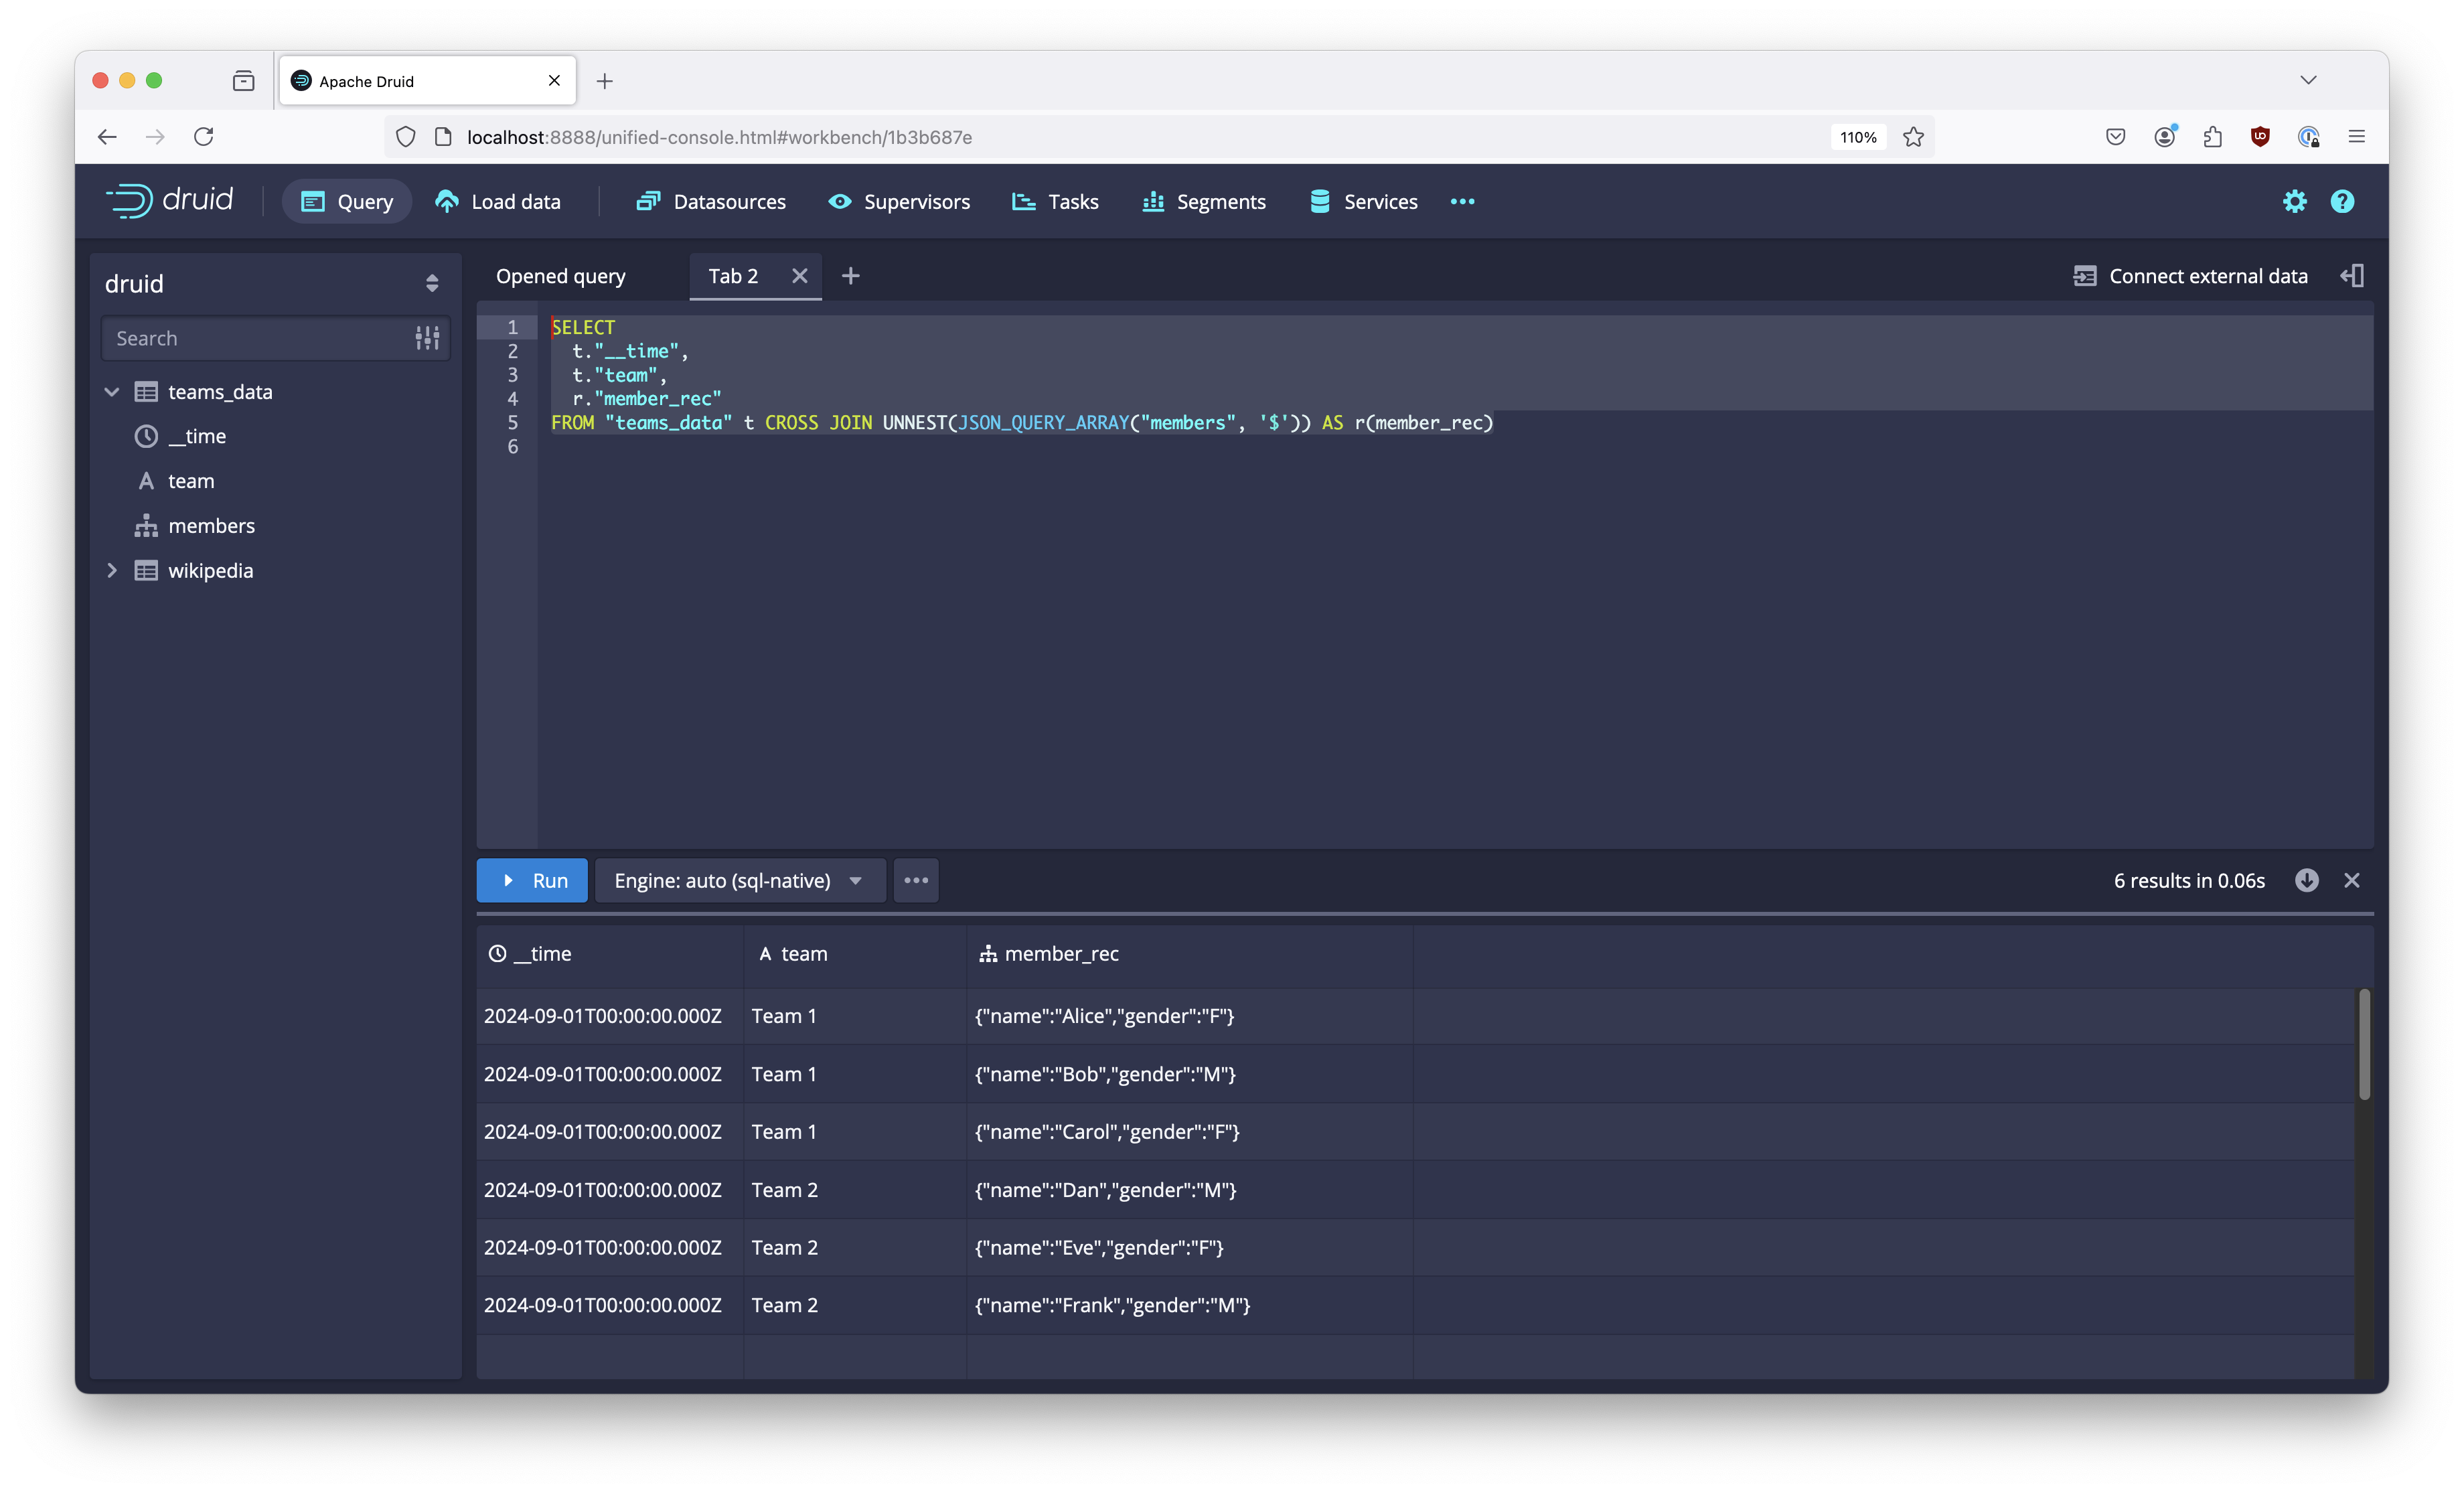 Apache Druid
localhost:8888/unified-console.html#workbench/1b3b687e
110%
druid
Query
Load data
Datasources
Supervisors
Tasks
Segments
Services
druid
Search
teams_data
__time
team
members
wikipedia
Opened query
Tab 2
Connect external data
1 SELECT
2 t."__time",
3 t."team",
4 r."member_rec"
5 FROM "teams_data" t CROSS JOIN UNNEST(JSON_QUERY_ARRAY("members", '$')) AS r(member_rec)
6
Run
Engine: auto (sql-native)
6 results in 0.06s
__time team member_rec
2024-09-01T00:00:00.000Z Team 1 {"name":"Alice","gender":"F"}
2024-09-01T00:00:00.000Z Team 1 {"name":"Bob","gender":"M"}
2024-09-01T00:00:00.000Z Team 1 {"name":"Carol","gender":"F"}
2024-09-01T00:00:00.000Z Team 2 {"name":"Dan","gender":"M"}
2024-09-01T00:00:00.000Z Team 2 {"name":"Eve","gender":"F"}
2024-09-01T00:00:00.000Z Team 2 {"name":"Frank","gender":"M"}